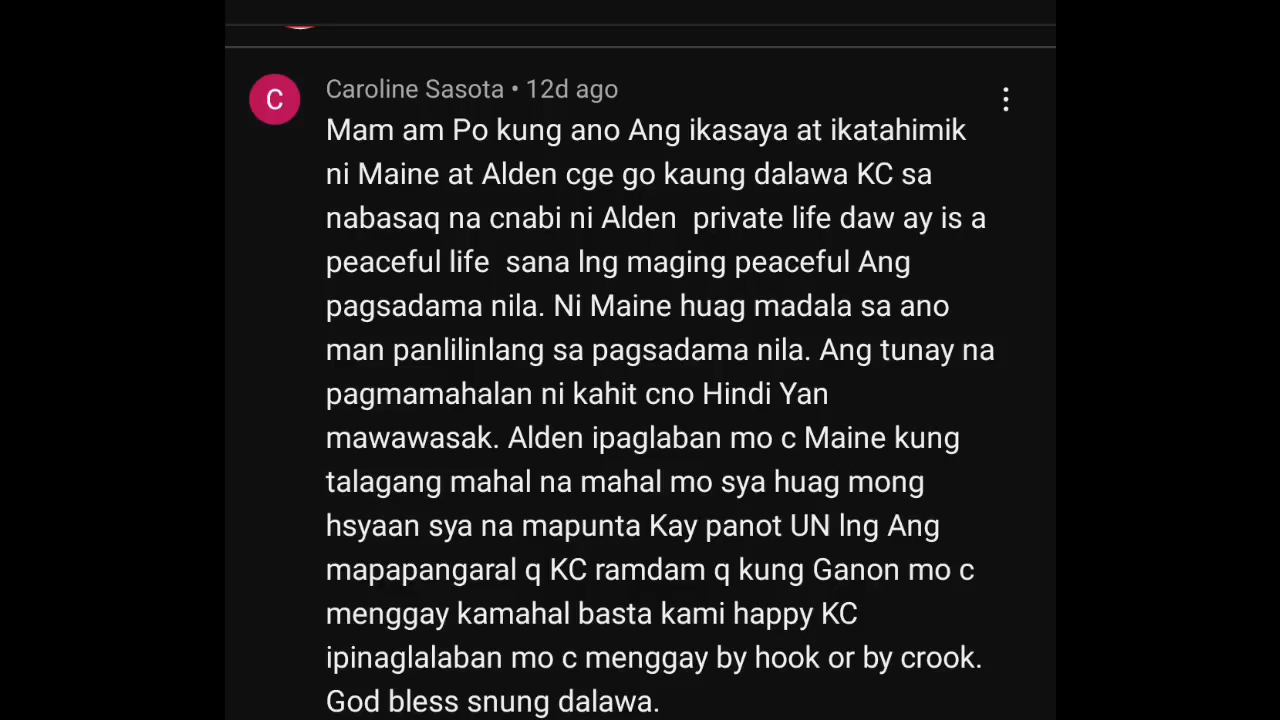 C
Caroline Sasota • 12d ago
Mam am Po kung ano Ang ikasaya at ikatahimik
ni Maine at Alden cge go kaung dalawa KC sa
nabasaq na cnabi ni Alden  private life daw ay is a
peaceful life  sana lng maging peaceful Ang
pagsadama nila. Ni Maine huag madala sa ano
man panlilinlang sa pagsadama nila. Ang tunay na
pagmamahalan ni kahit cno Hindi Yan
mawawasak. Alden ipaglaban mo c Maine kung
talagang mahal na mahal mo sya huag mong
hsyaan sya na mapunta Kay panot UN lng Ang
mapapangaral q KC ramdam q kung Ganon mo c
menggay kamahal basta kami happy KC
ipinaglalaban mo c menggay by hook or by crook.
God bless snung dalawa.